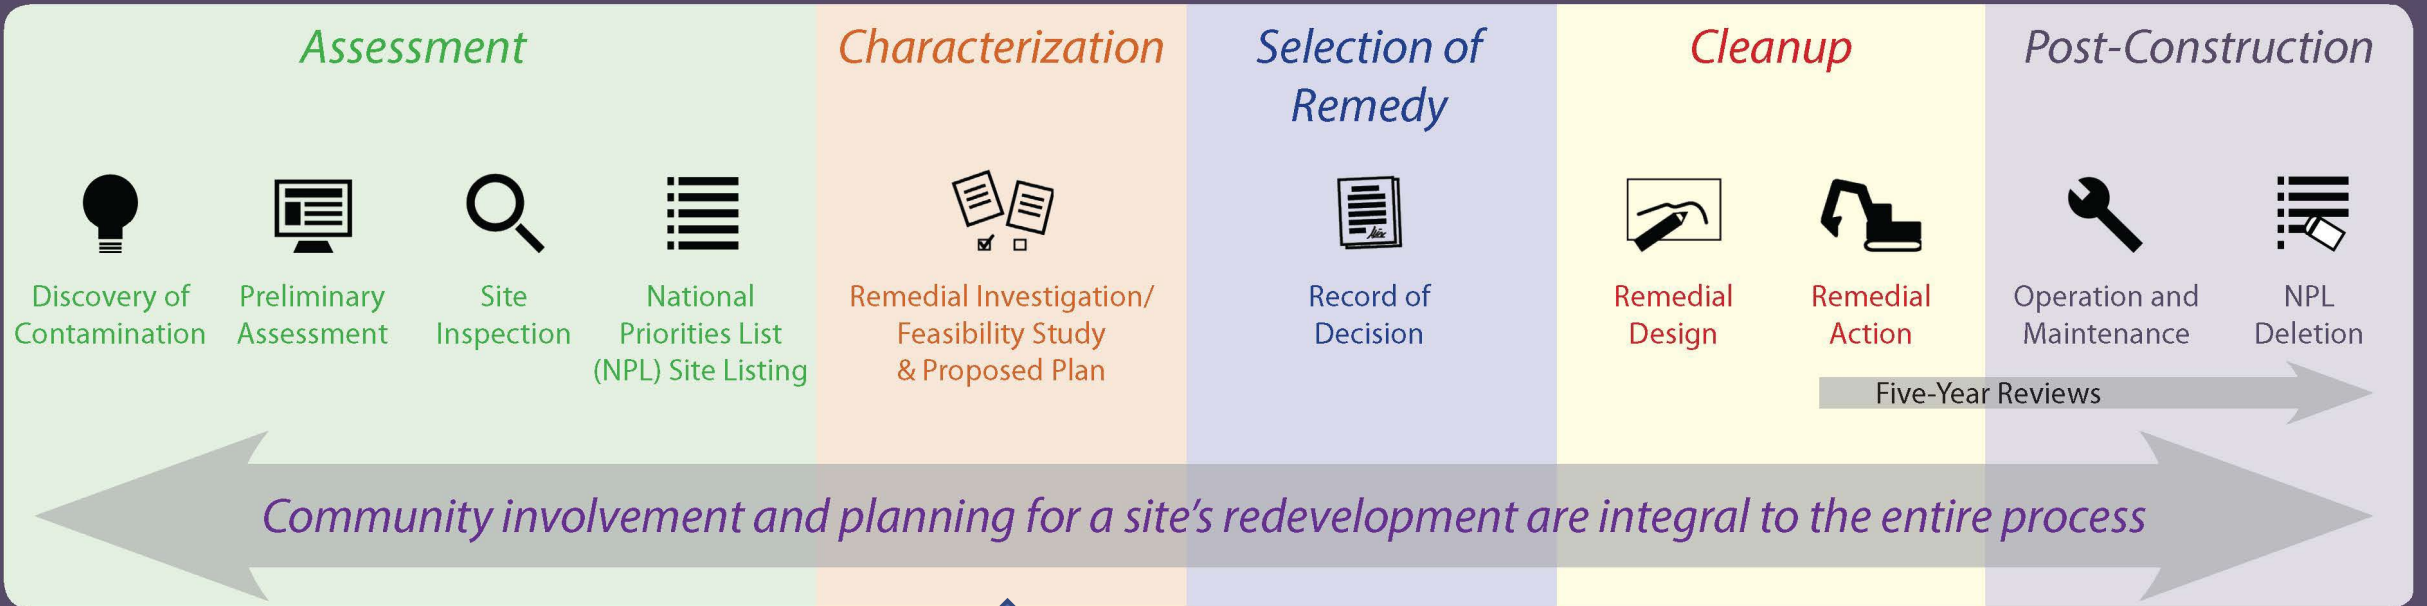 Assessment
Characterization
Selection of
Remedy
Cleanup
Post-Construction
Discovery of
Contamination
Preliminary
Assessment
Site
Inspection
National
Priorities List
(NPL) Site Listing
Remedial Investigation/
Feasibility Study
& Proposed Plan
Record of
Decision
Remedial
Design
Remedial
Action
Operation and
Maintenance
NPL
Deletion
Five-Year Reviews
Community involvement and planning for a site's redevelopment are integral to the entire process